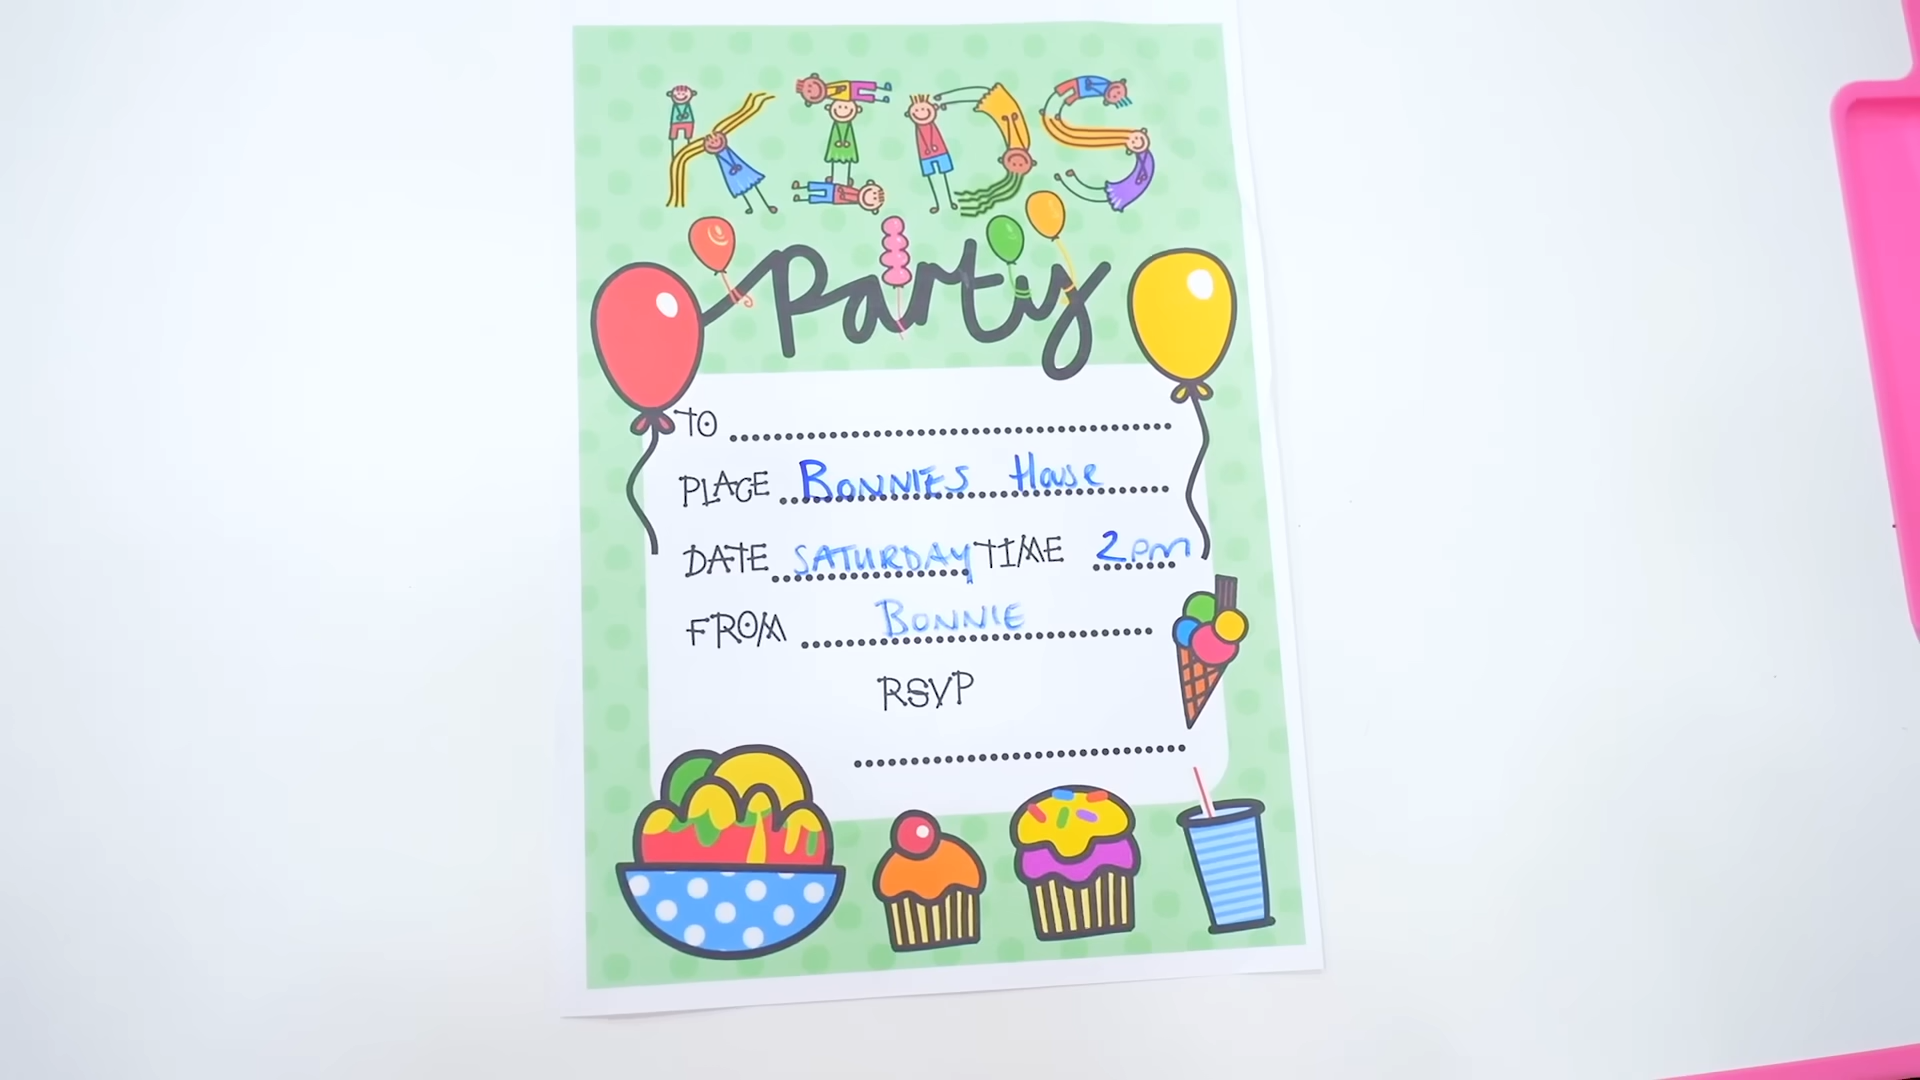 KIDS
Party
TO
PLACE BONNIES House
DATE SATURDAY TIME 2pm
FROM BONNIE
RSVP